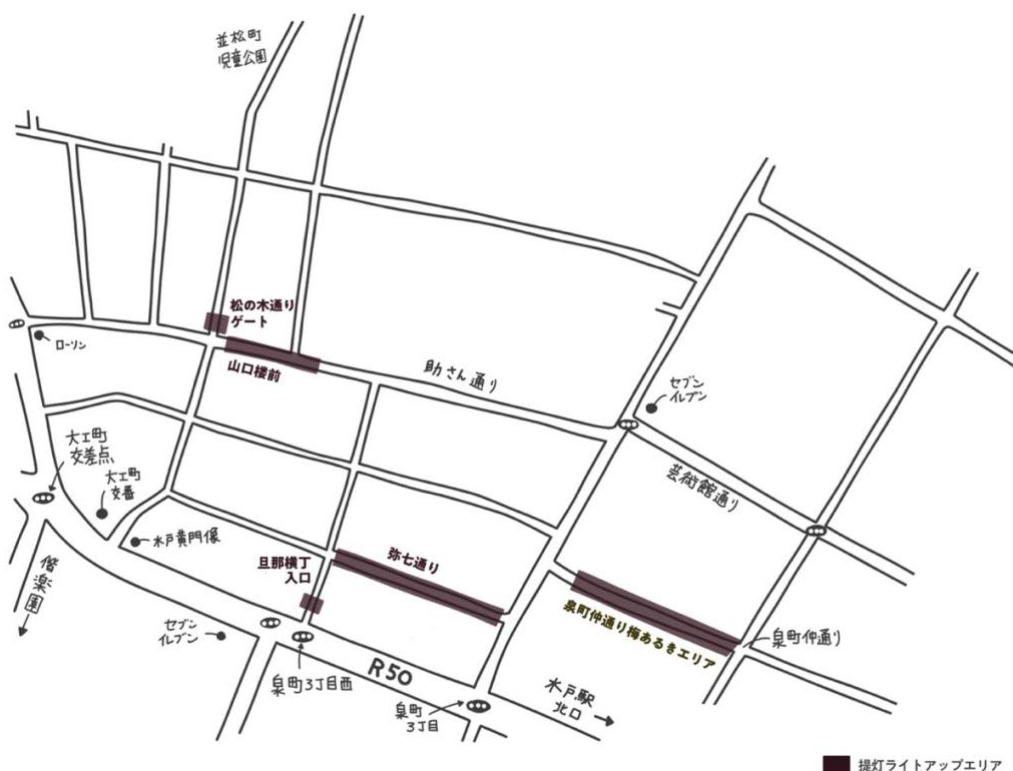 並松町
児童公園
松の木通り
ゲート
ローソン
山口楼前
助さん通り
セブン
イレブン
大工町
交差点
大工町
交番
芸術館通り
水戸黄門像
旦那横丁
入口
弥七通り
偕楽園
泉町仲通り梅あるきエリア
泉町仲通り
セブン
イレブン
泉町3丁目西
R50
泉町
3丁目
水戸駅
北口
提灯ライトアップエリア